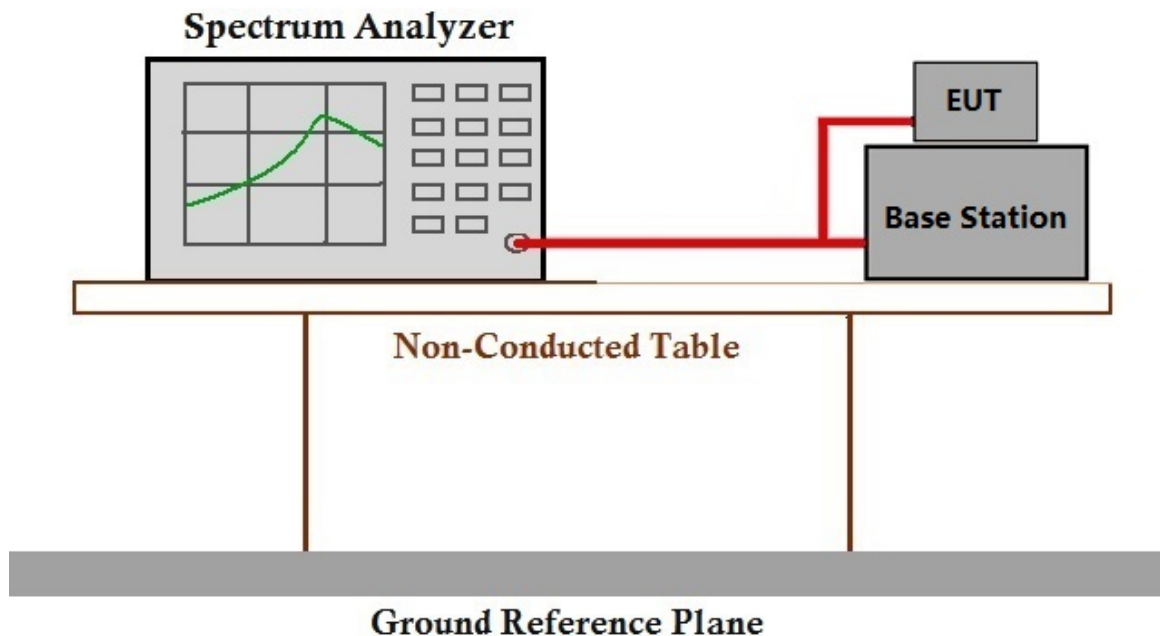 Spectrum Analyzer
EUT
Base Station
Non-Conducted Table
Ground Reference Plane